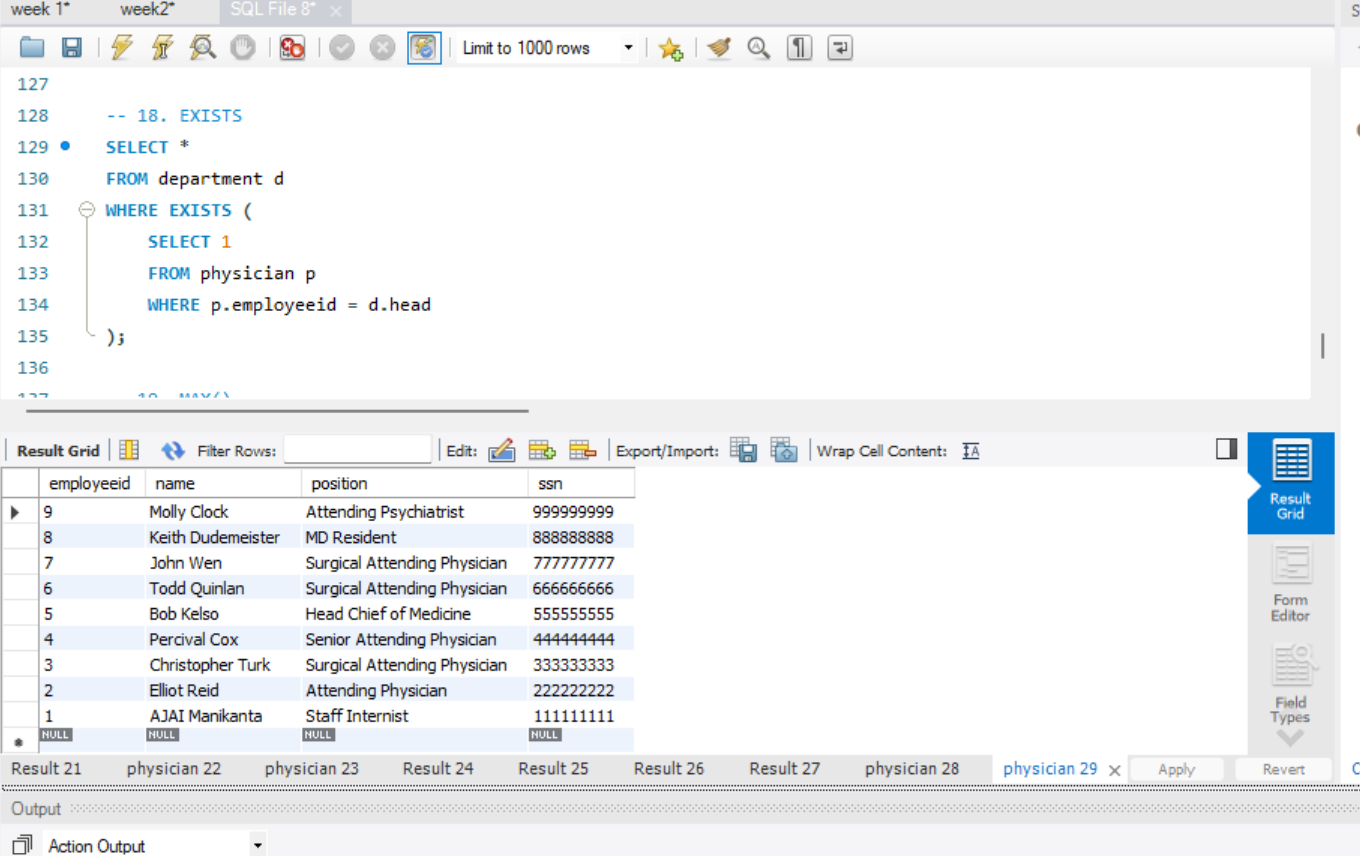 week 1* week2* SQL File 8* ×
Limit to 1000 rows
127
128 -- 18. EXISTS
129 SELECT *
130 FROM department d
131 WHERE EXISTS (
132 SELECT 1
133 FROM physician p
134 WHERE p.employeeid = d.head
135 );
136
137 -- 19. MAX()
Result Grid Filter Rows: Edit: Export/Import: Wrap Cell Content: IA
employeeid name position ssn
9 Molly Clock Attending Psychiatrist 999999999
8 Keith Dudemeister MD Resident 888888888
7 John Wen Surgical Attending Physician 777777777
6 Todd Quinlan Surgical Attending Physician 666666666
5 Bob Kelso Head Chief of Medicine 555555555
4 Percival Cox Senior Attending Physician 444444444
3 Christopher Turk Surgical Attending Physician 333333333
2 Elliot Reid Attending Physician 222222222
1 AJAI Manikanta Staff Internist 111111111
NULL NULL NULL NULL
Result Grid
Form Editor
Field Types
Result 21 physician 22 physician 23 Result 24 Result 25 Result 26 Result 27 physician 28 physician 29 × Apply Revert
Output
Action Output